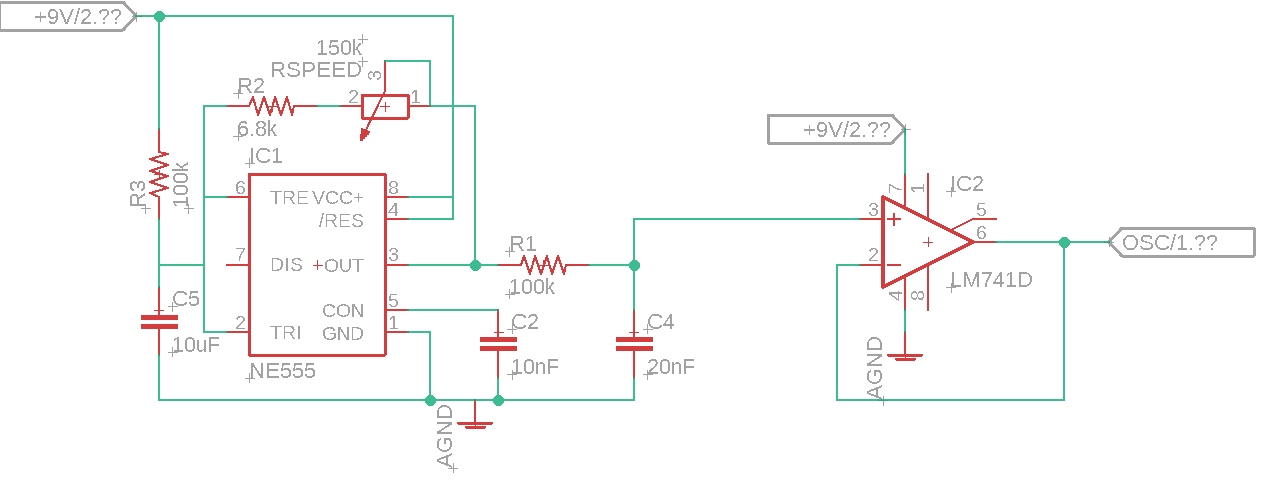 +9V/2.??
150k
RSPEED
3
R2
2
1
6.8k
IC1
R3
100k
6
TRE
VCC+
8
/RES
4
7
DIS
+OUT
3
R1
100k
CON
5
2
TRI
GND
1
NE555
C5
10uF
C2
10nF
C4
20nF
AGND
+9V/2.??
7
1
IC2
3
5
6
2
OSC/1.??
LM741D
4
8
AGND